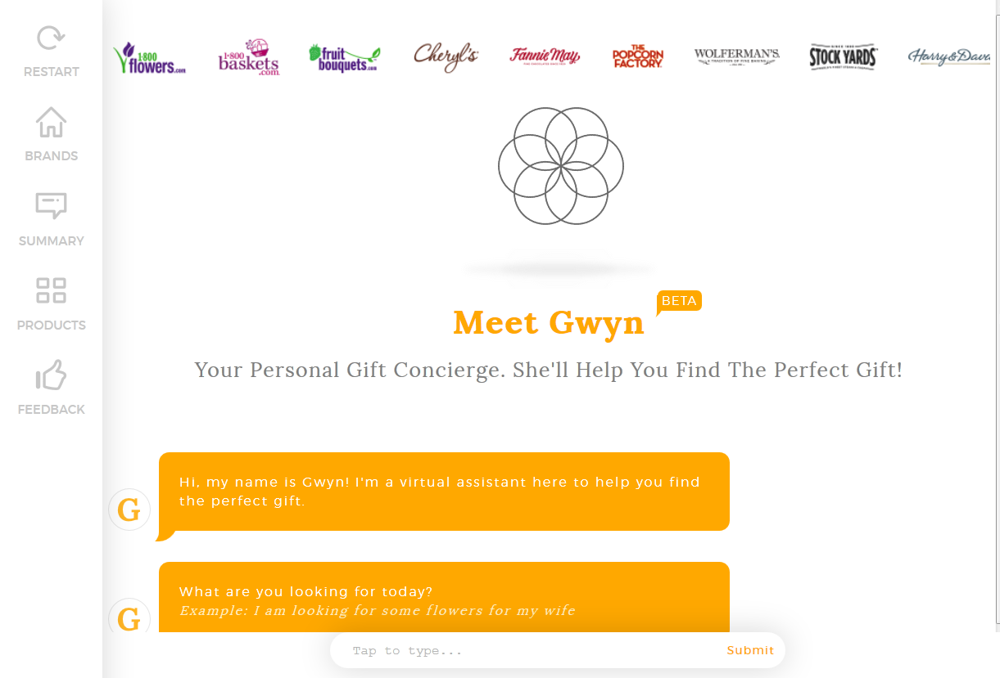 RESTART
BRANDS
SUMMARY
PRODUCTS
FEEDBACK
1·800
flowers.com
1·800
baskets
.com
fruit
bouquets.com
Cheryl's
Fannie May
THE
POPCORN
FACTORY
WOLFERMAN'S
STOCK YARDS
Harry & Davi
BETA
Meet Gwyn
Your Personal Gift Concierge. She'll Help You Find The Perfect Gift!
G
Hi, my name is Gwyn! I'm a virtual assistant here to help you find
the perfect gift.
G
What are you looking for today?
Example: I am looking for some flowers for my wife
Tap to type...
Submit